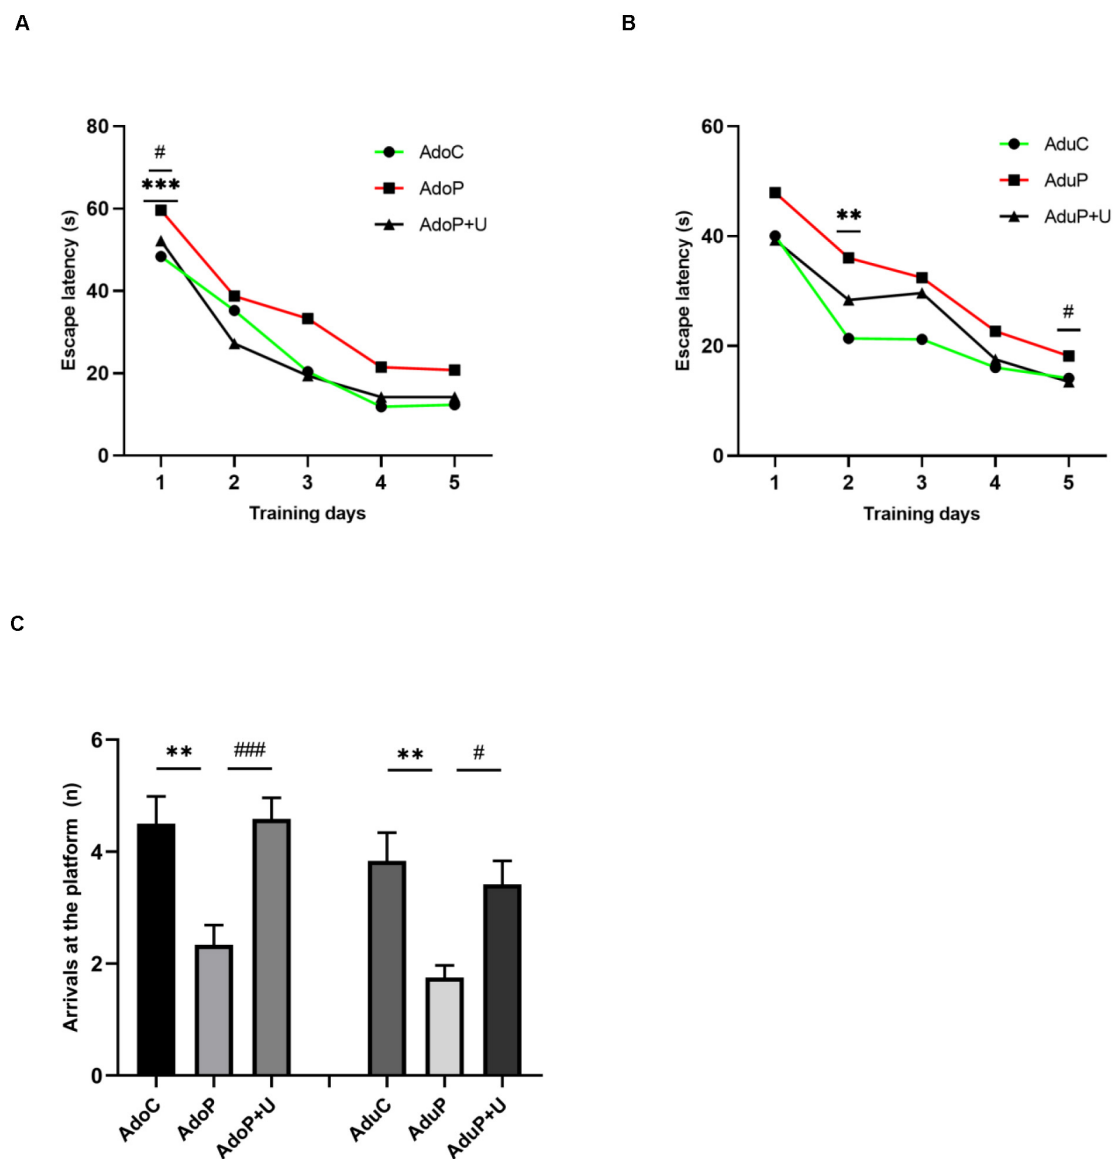 A
80
60
40
20
0
Escape latency (s)
#
***
AdoC
AdoP
AdoP+U
1 2 3 4 5
Training days
B
60
40
20
0
Escape latency (s)
**
#
AduC
AduP
AduP+U
1 2 3 4 5
Training days
C
6
4
2
0
Arrivals at the platform (n)
** ### ** #
AdoC AdoP AdoP+U AduC AduP AduP+U